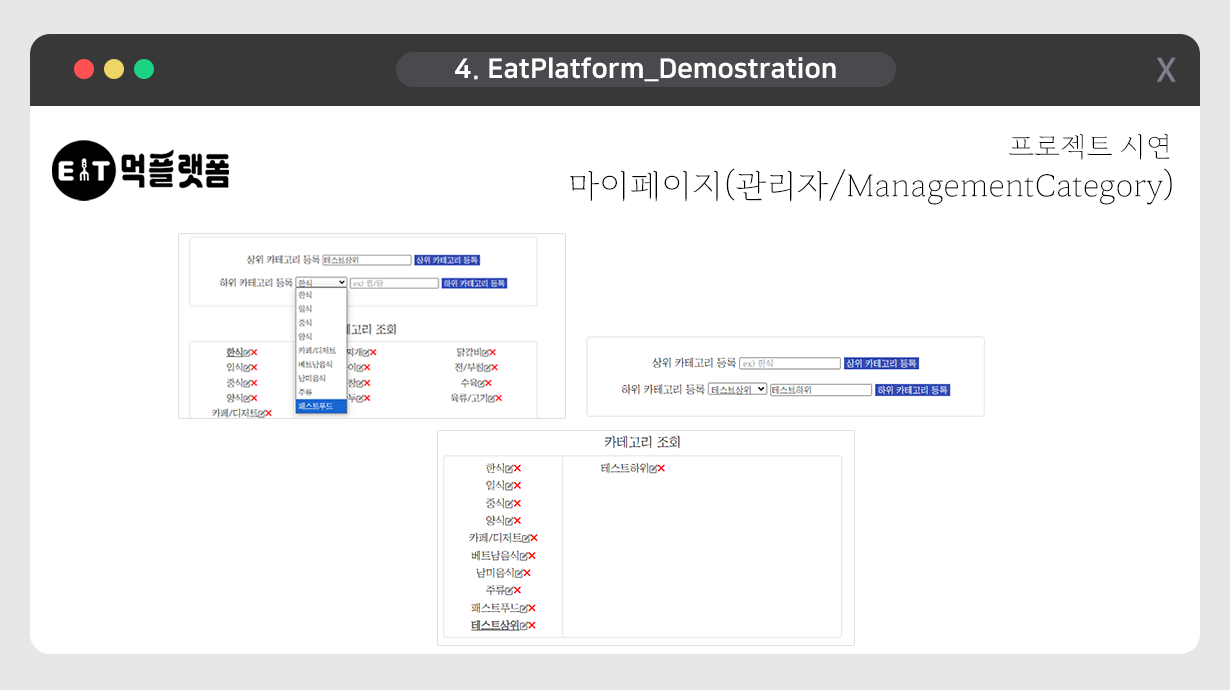 4. EatPlatform_Demostration
X
EAT 먹플랫폼
프로젝트 시연
마이페이지(관리자/ManagementCategory)
상위 카테고리 등록 테스트상위 상위 카테고리 등록
하위 카테고리 등록 한식 ex) 찜/탕 하위 카테고리 등록
한식
일식
중식
양식
카페/디저트
베트남음식
남미음식
주류
패스트푸드
고리 조회
한식 찌개 닭갈비
일식 전/부침
중식 수육
양식 육류/고기
카페/디저트
상위 카테고리 등록 ex) 한식 상위 카테고리 등록
하위 카테고리 등록 테스트상위 테스트하위 하위 카테고리 등록
카테고리 조회
한식 테스트하위
일식
중식
양식
카페/디저트
베트남음식
남미음식
주류
패스트푸드
테스트상위